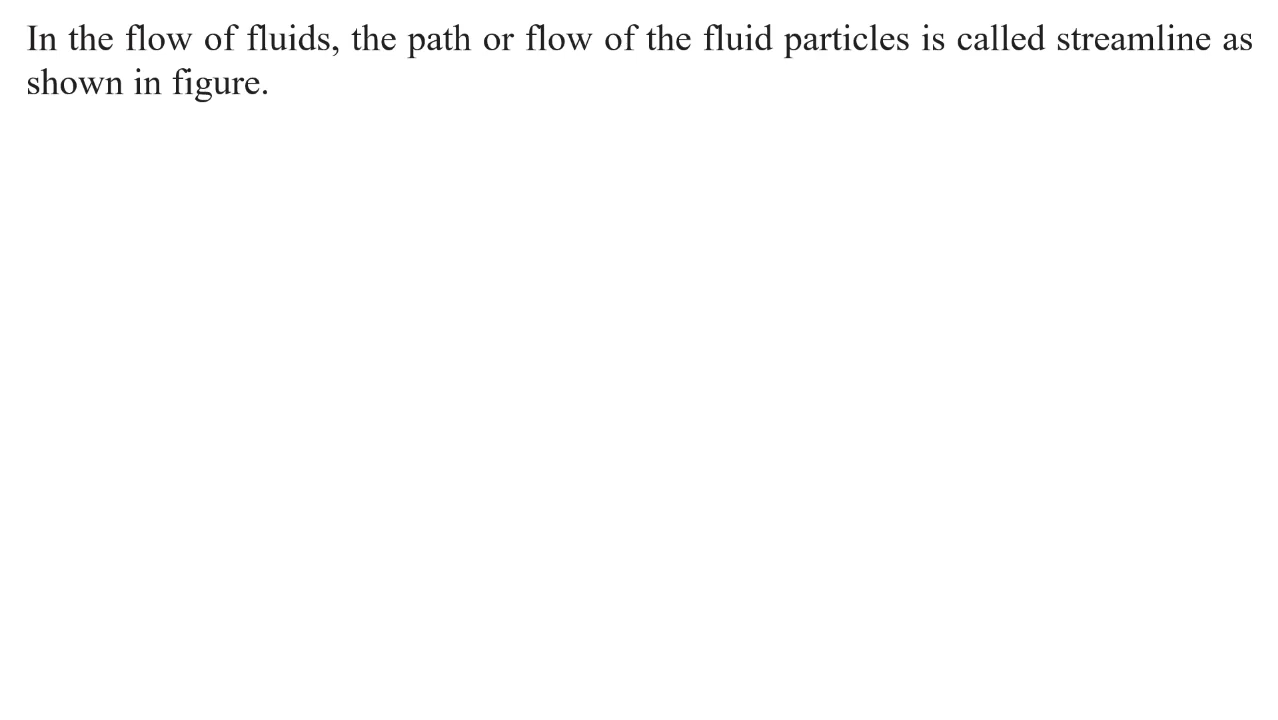 In the flow of fluids, the path or flow of the fluid particles is called streamline as
shown in figure.